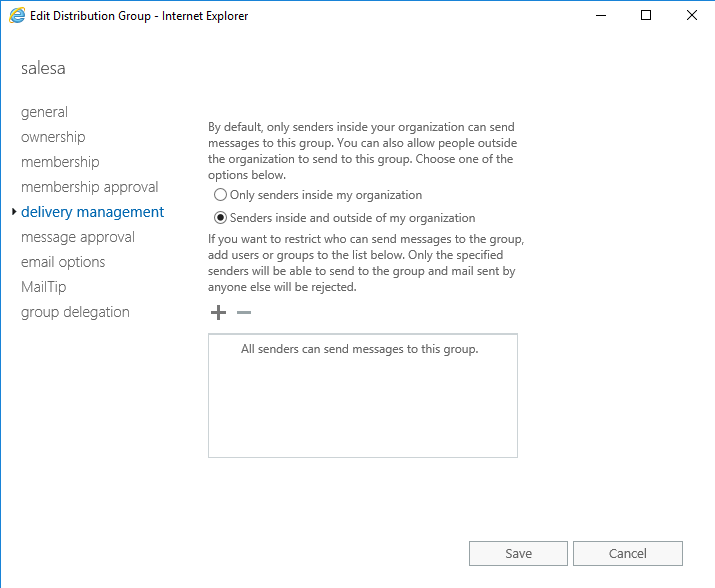 Edit Distribution Group - Internet Explorer
salesa
general
ownership
membership
membership approval
delivery management
message approval
email options
MailTip
group delegation
By default, only senders inside your organization can send
messages to this group. You can also allow people outside
the organization to send to this group. Choose one of the
options below.
Only senders inside my organization
Senders inside and outside of my organization
If you want to restrict who can send messages to the group,
add users or groups to the list below. Only the specified
senders will be able to send to the group and mail sent by
anyone else will be rejected.
All senders can send messages to this group.
Save
Cancel